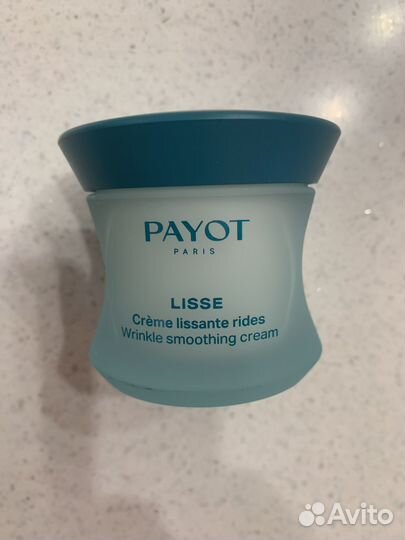 PAYOT
PARIS
LISSE
Crème lissante rides
Wrinkle smoothing cream
Avito